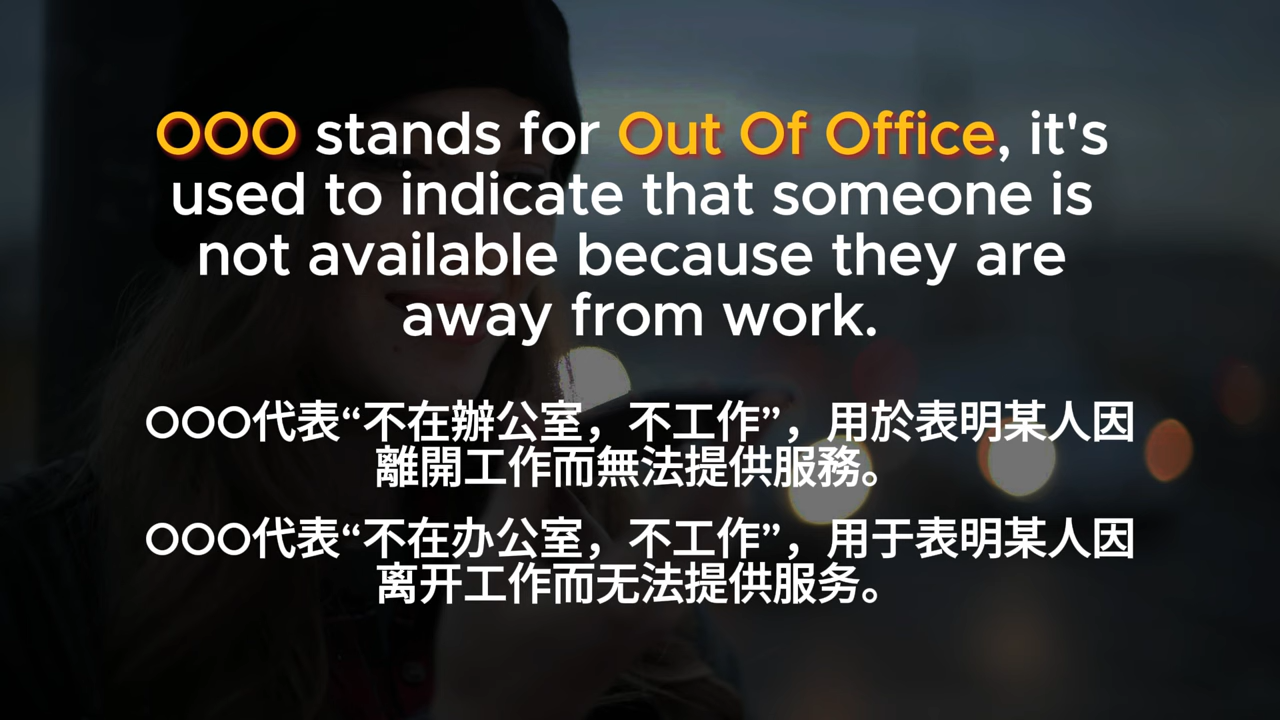 OOO stands for Out Of Office, it's
used to indicate that someone is
not available because they are
away from work.
OOO代表“不在辦公室，不工作”，用於表明某人因
離開工作而無法提供服務。
OOO代表“不在办公室，不工作”，用于表明某人因
离开工作而无法提供服务。